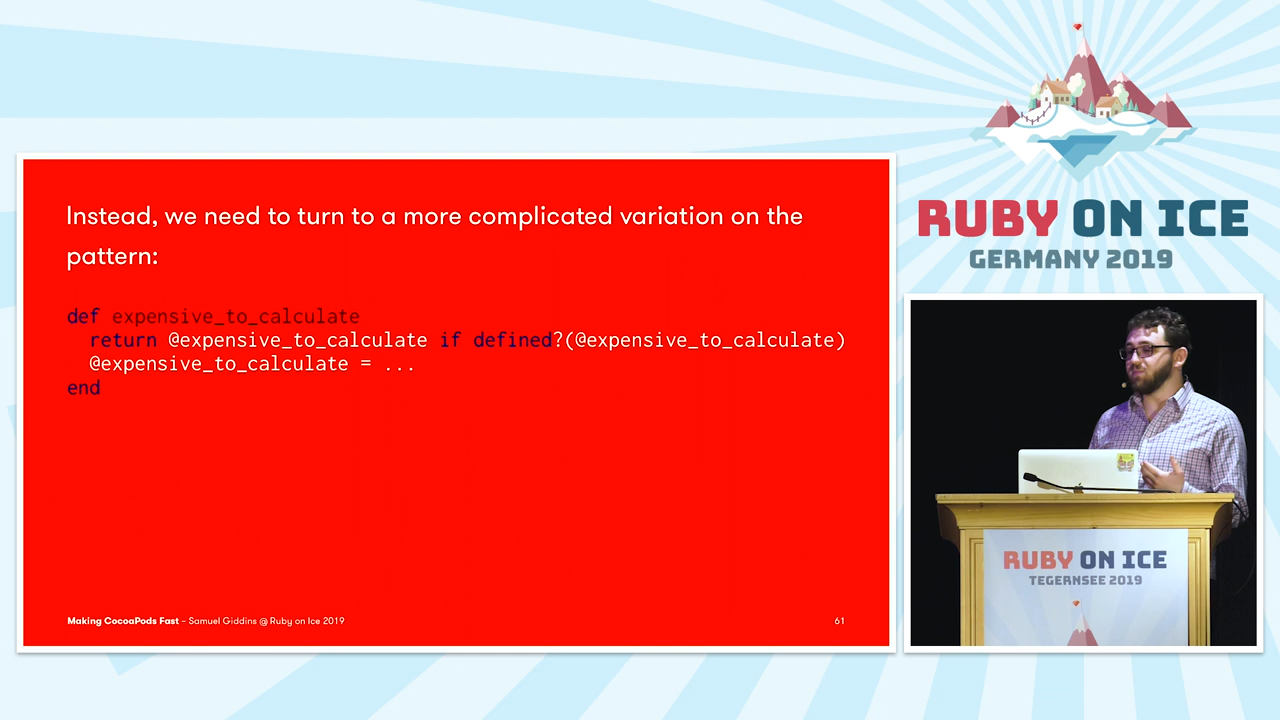 RUBY ON ICE
GERMANY 2019
Instead, we need to turn to a more complicated variation on the
pattern:
def expensive_to_calculate
  return @expensive_to_calculate if defined?(@expensive_to_calculate)
  @expensive_to_calculate = ...
end
Making CocoaPods Fast – Samuel Giddins @ Ruby on Ice 2019
61
RUBY ON ICE
TEGERNSEE 2019